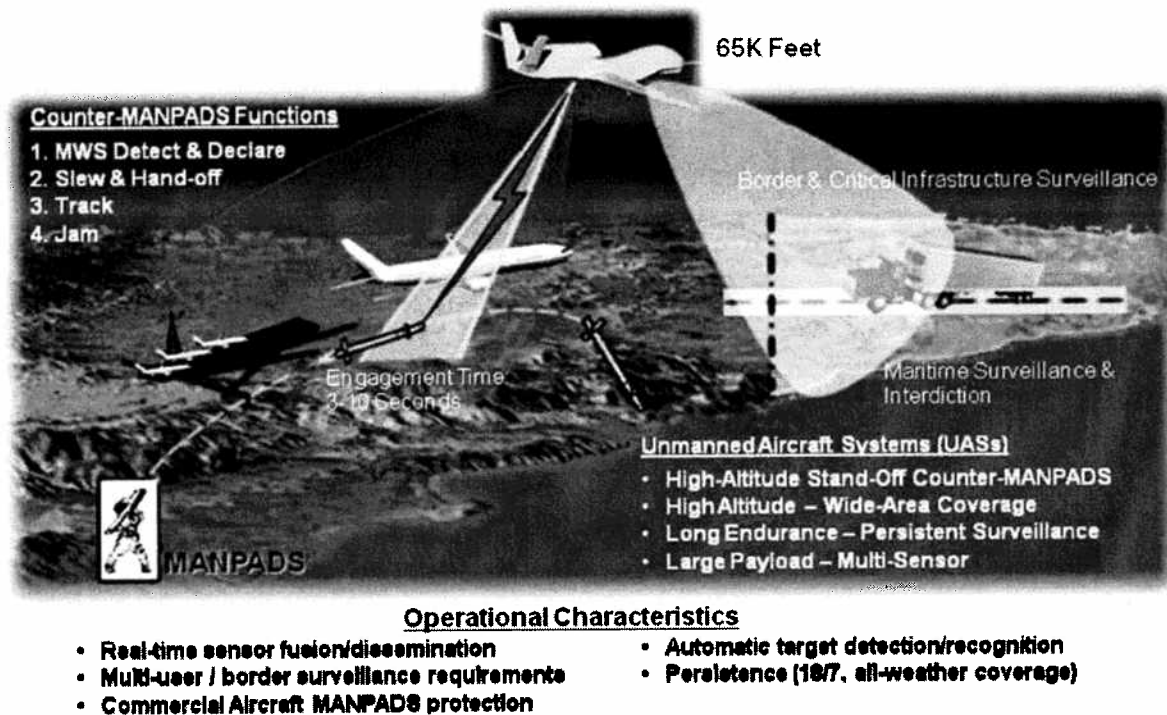 65K Feet
Counter-MANPADS Functions
1. MWS Detect & Declare
2. Slew & Hand-off
3. Track
4. Jam
Border & Critical Infrastructure Surveillance
Engagement Time
3-10 Seconds
Maritime Surveillance &
Interdiction
MANPADS
Unmanned Aircraft Systems (UASs)
• High-Altitude Stand-Off Counter-MANPADS
• High Altitude – Wide-Area Coverage
• Long Endurance – Persistent Surveillance
• Large Payload – Multi-Sensor
Operational Characteristics
• Real-time sensor fusion/dissemination
• Multi-user / border surveillance requirements
• Commercial Aircraft MANPADS protection
• Automatic target detection/recognition
• Persistence (18/7, all-weather coverage)